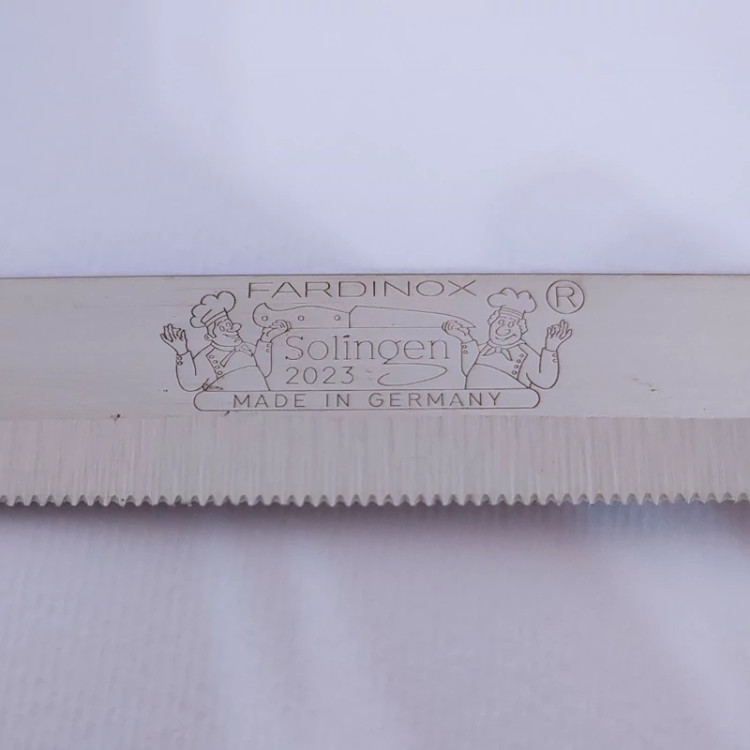 FARDINOX ®
Solingen
2023
MADE IN GERMANY